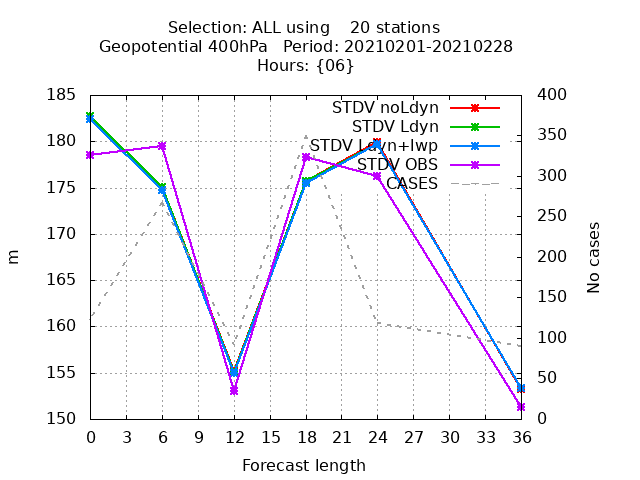 Selection: ALL using    20 stations
Geopotential 400hPa   Period: 20210201-20210228
Hours: {06}
185 400
STDV noLdyn
STDV Ldyn
180 350
STDV Ldyn+lwp
STDV OBS
175 300
CASES
170 250
165 200
160 150
100
155
50
150 0
m
No cases
0 3 6 9 12 15 18 21 24 27 30 33 36
Forecast length